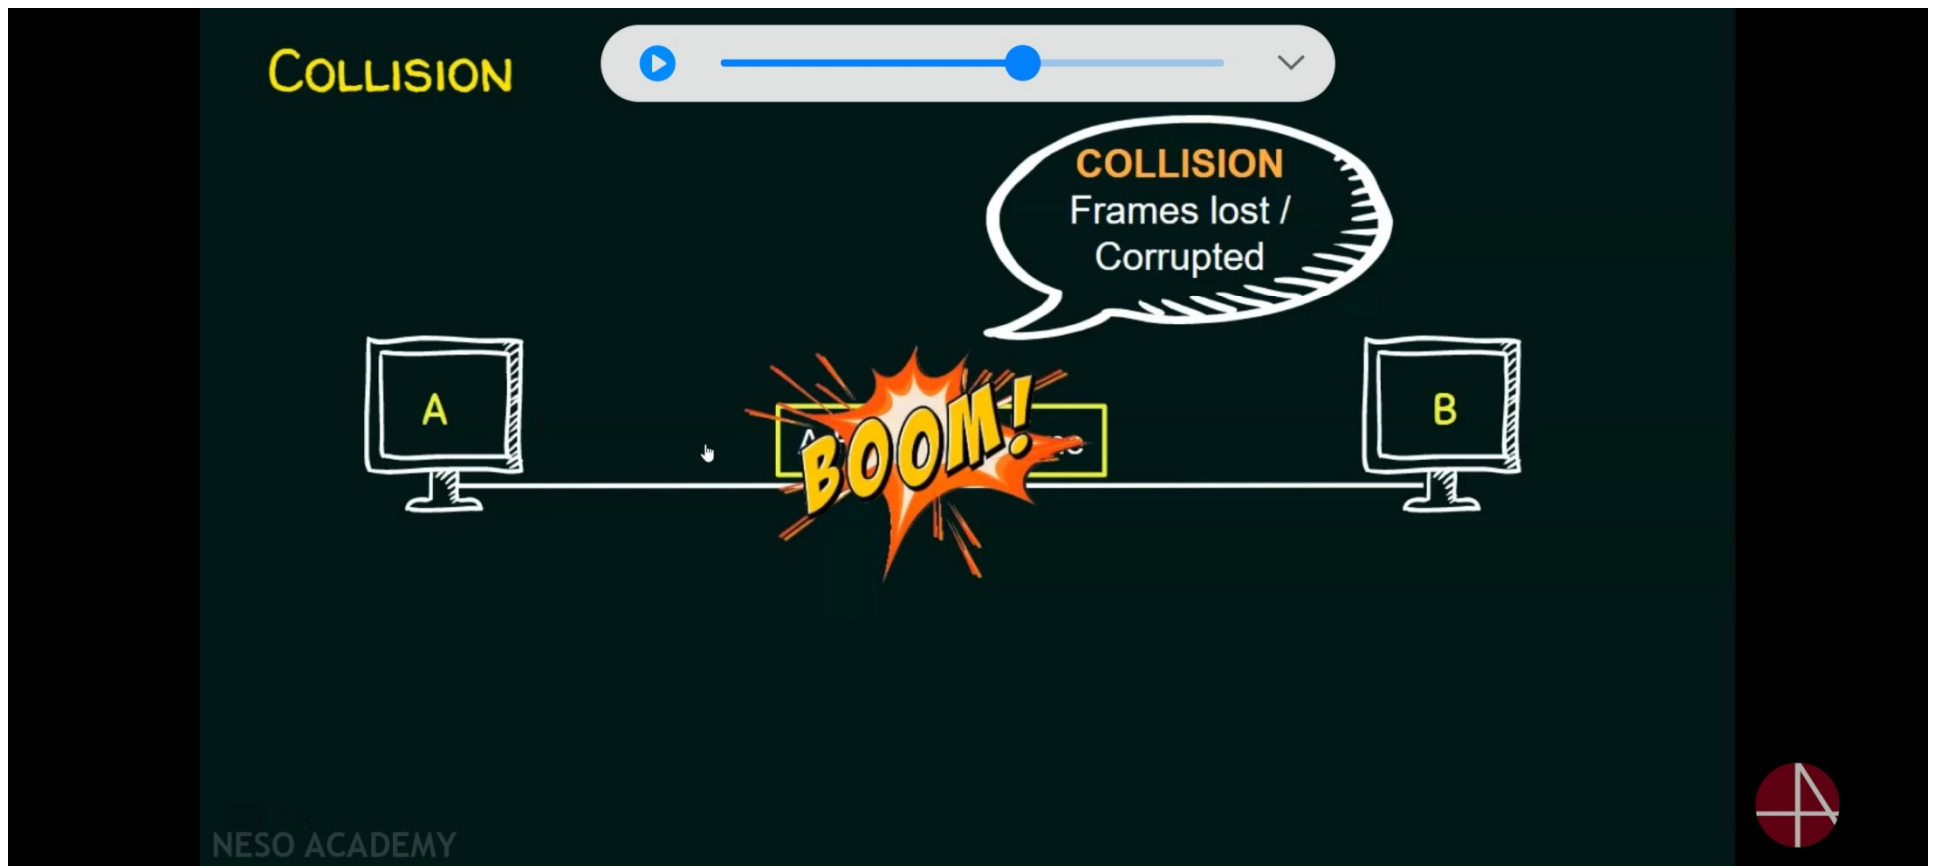 COLLISION
COLLISION
Frames lost /
Corrupted
A
BOOM!
B
NESO ACADEMY